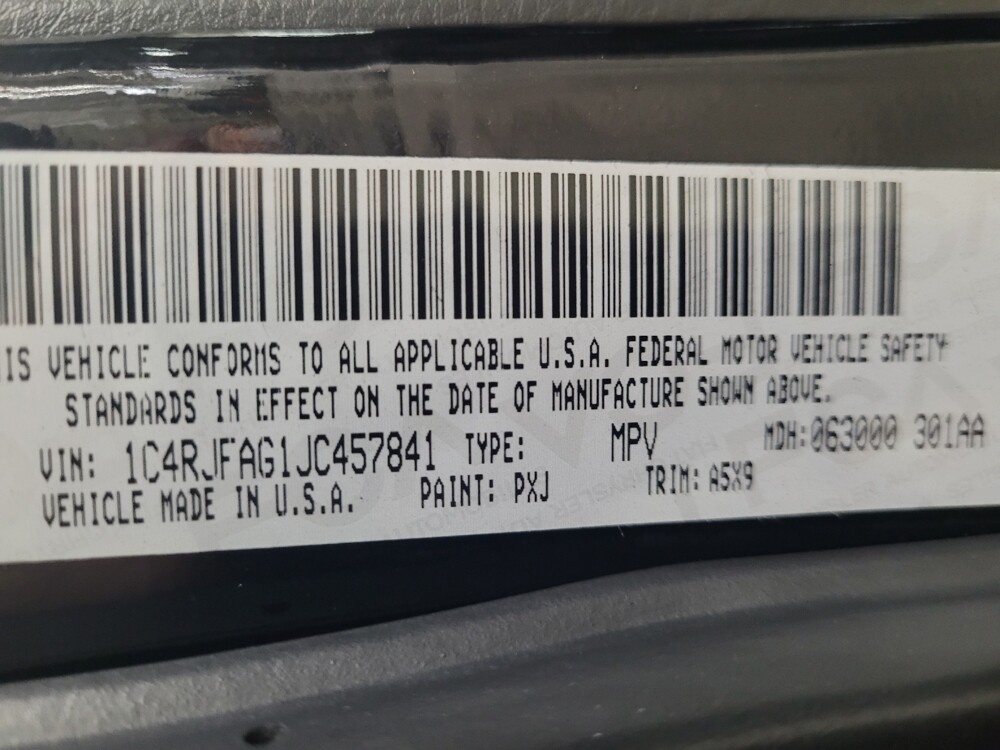 IS VEHICLE CONFORMS TO ALL APPLICABLE U.S.A. FEDERAL MOTOR VEHICLE SAFETY
STANDARDS IN EFFECT ON THE DATE OF MANUFACTURE SHOWN ABOVE.
VIN: 1C4RJFAG1JC457841 TYPE: MPV MDH:063000 301AA
VEHICLE MADE IN U.S.A. PAINT: PXJ TRIM: A5X9